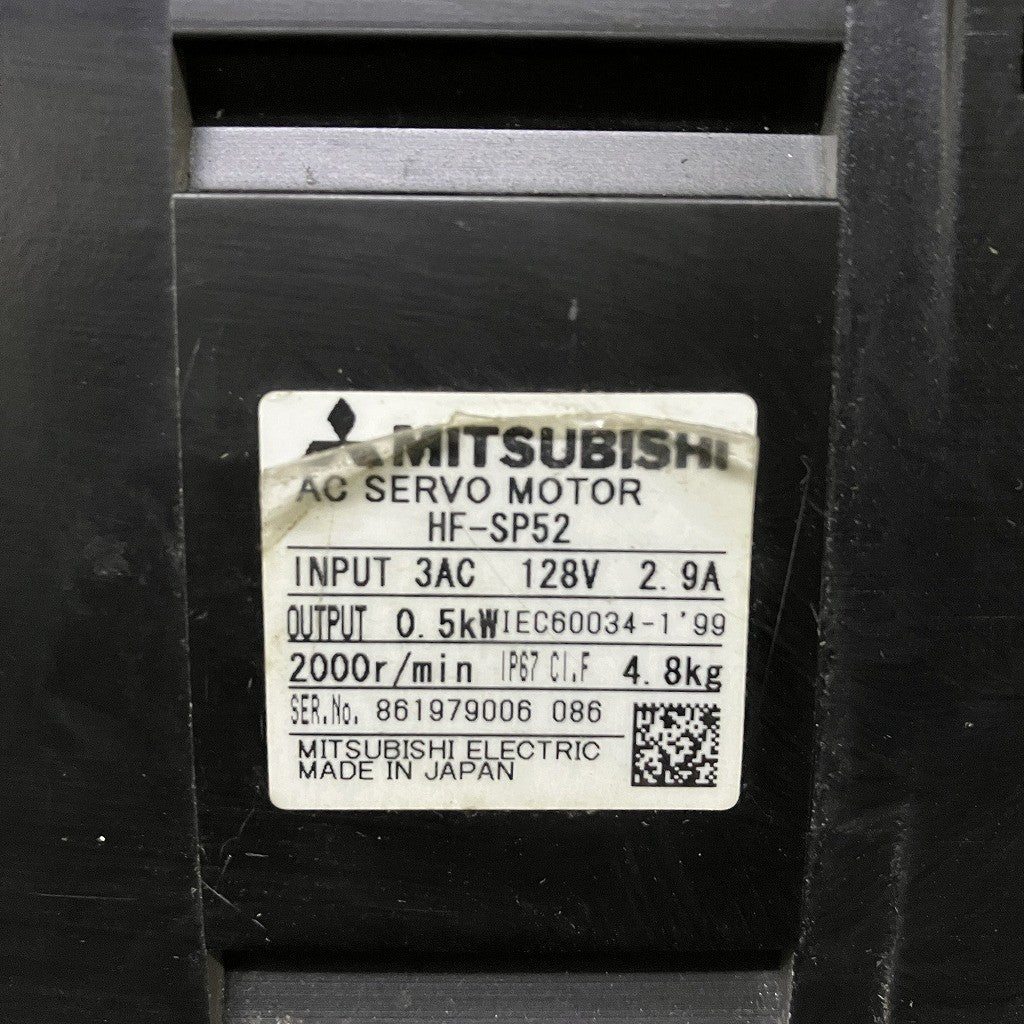 MITSUBISHI
AC SERVO MOTOR
HF-SP52
INPUT 3AC 128V 2.9A
OUTPUT 0.5kW IEC60034-1'99
2000r/min IP67 CI.F 4.8kg
SER.No. 861979006 086
MITSUBISHI ELECTRIC
MADE IN JAPAN